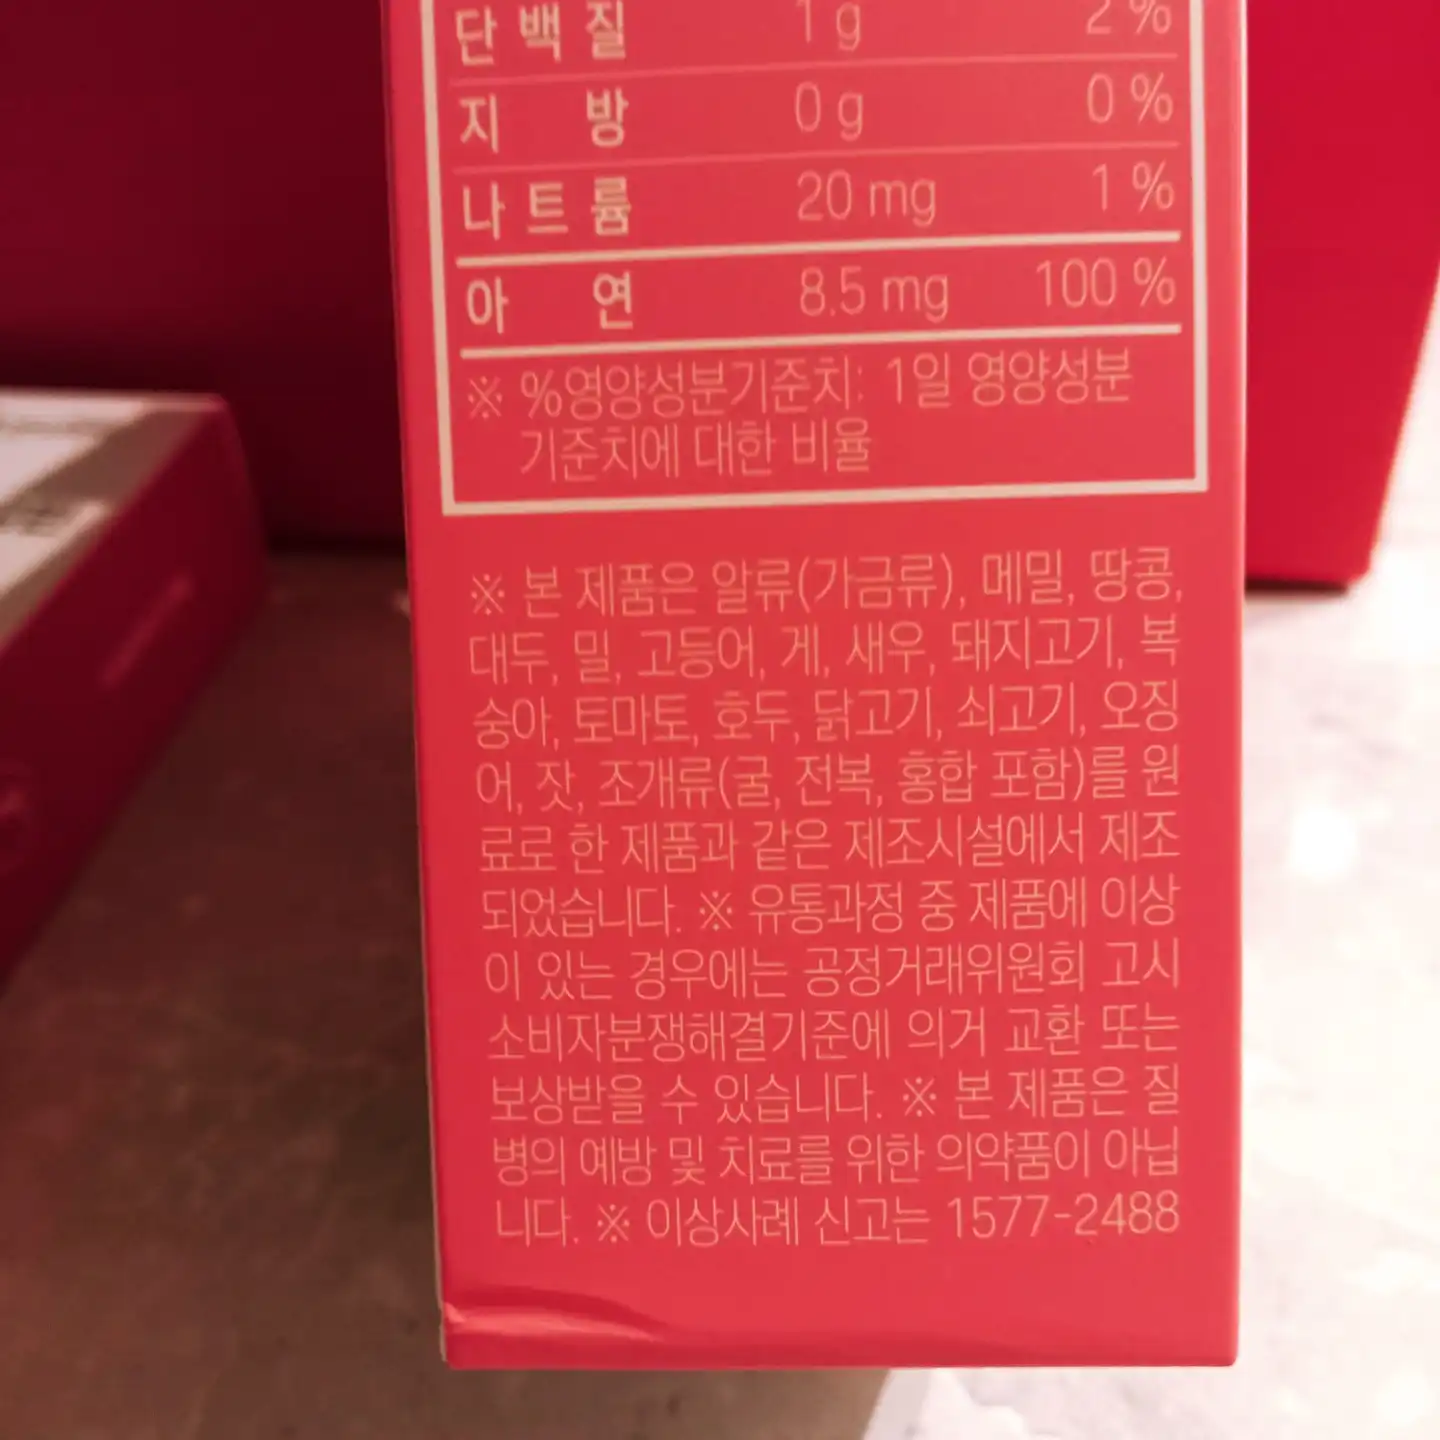 단백질 1 g 2 %
지 방 0 g 0 %
나트륨 20 mg 1 %
아 연 8.5 mg 100 %
※ %영양성분기준치: 1일 영양성분
기준치에 대한 비율
※ 본 제품은 알류(가금류), 메밀, 땅콩,
대두, 밀, 고등어, 게, 새우, 돼지고기, 복
숭아, 토마토, 호두, 닭고기, 쇠고기, 오징
어, 잣, 조개류(굴, 전복, 홍합 포함)를 원
료로 한 제품과 같은 제조시설에서 제조
되었습니다. ※ 유통과정 중 제품에 이상
이 있는 경우에는 공정거래위원회 고시
소비자분쟁해결기준에 의거 교환 또는
보상받을 수 있습니다. ※ 본 제품은 질
병의 예방 및 치료를 위한 의약품이 아닙
니다. ※ 이상사례 신고는 1577-2488